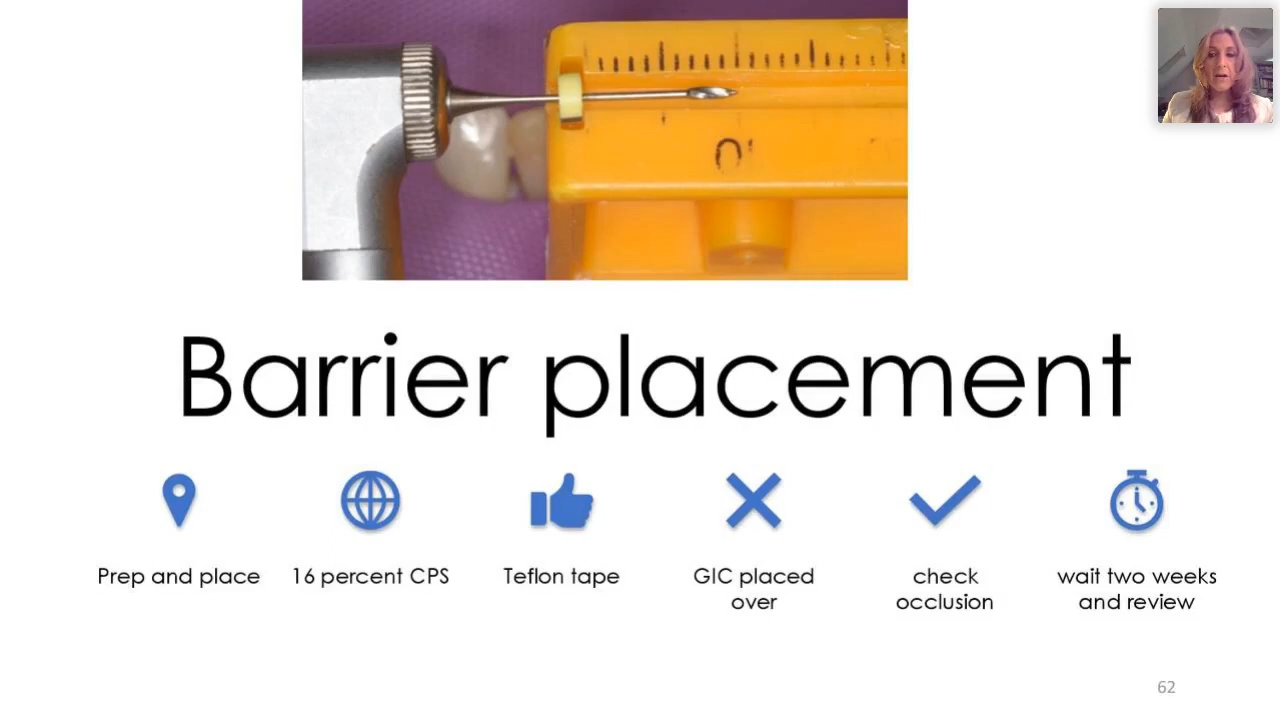 Barrier placement
Prep and place
16 percent CPS
Teflon tape
GIC placed
over
check
occlusion
wait two weeks
and review
62